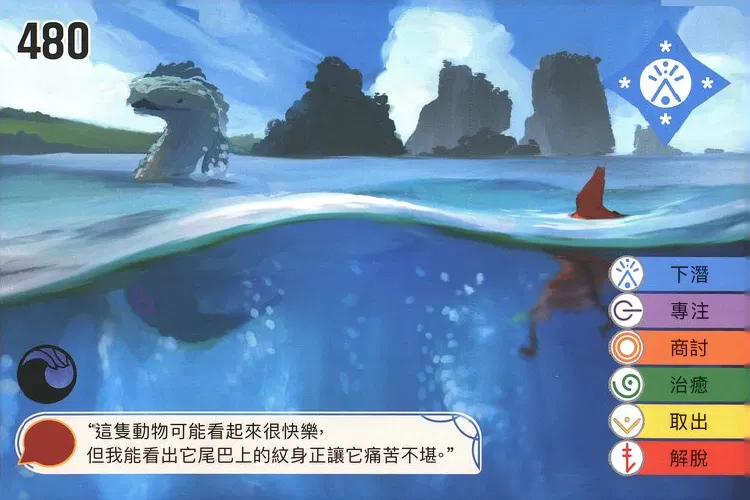 480
下潛
專注
商討
治癒
取出
解脫
“這隻動物可能看起來很快樂，
但我能看出它尾巴上的紋身正讓它痛苦不堪。”